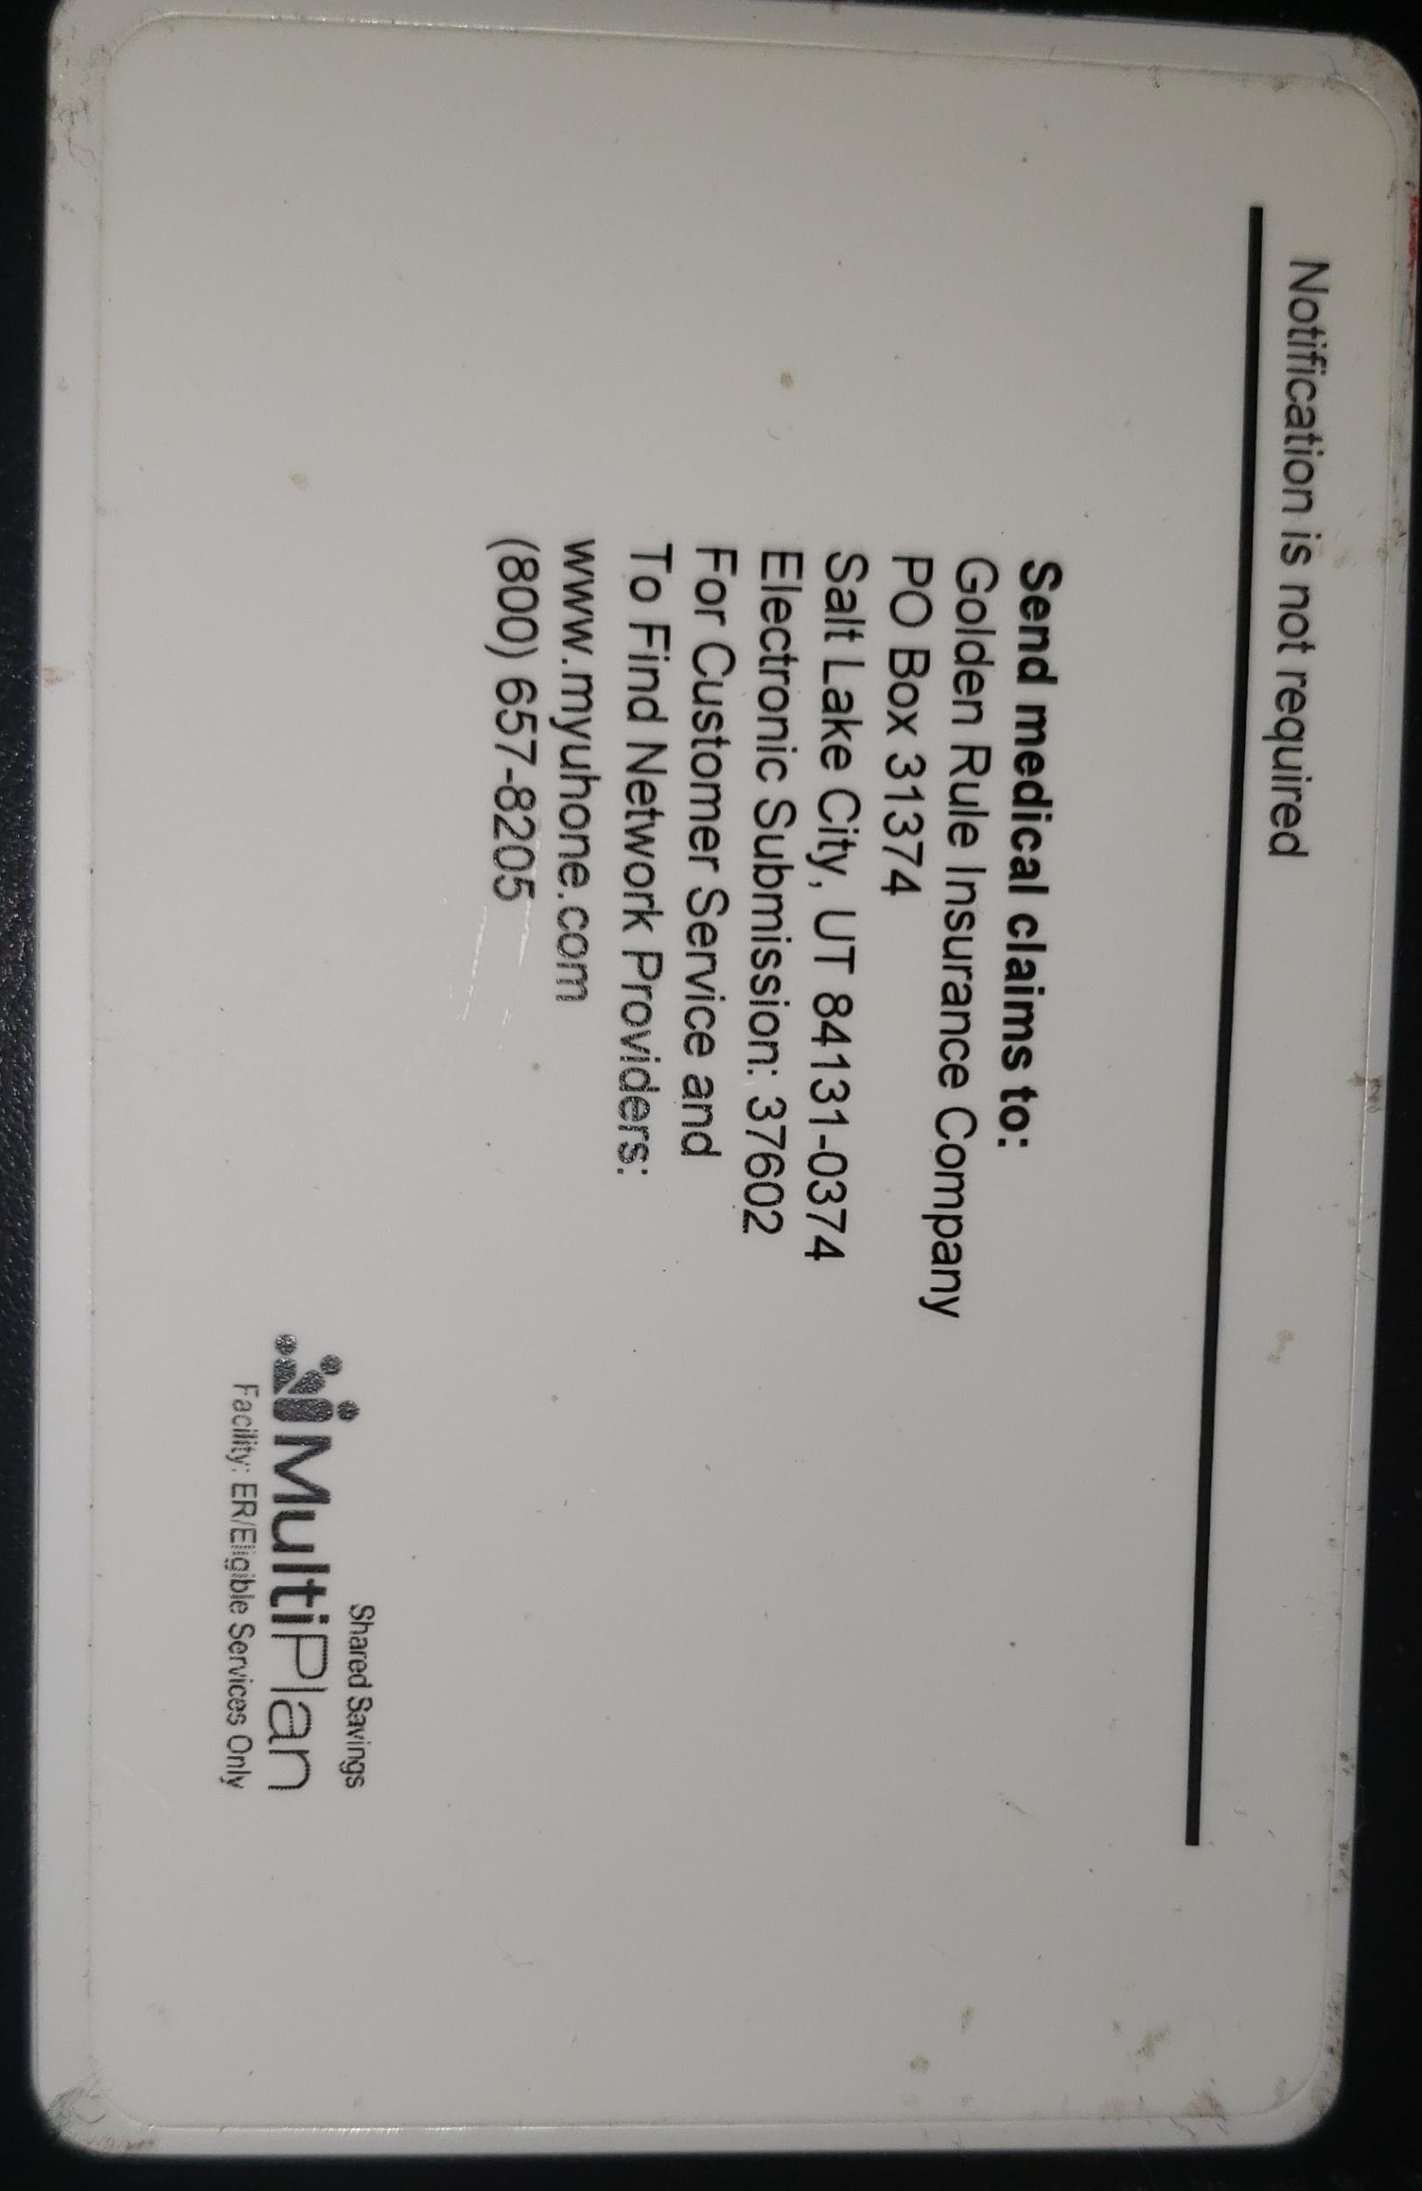 Notification is not required
Send medical claims to:
Golden Rule Insurance Company
PO Box 31374
Salt Lake City, UT 84131-0374
Electronic Submission: 37602
For Customer Service and
To Find Network Providers:
www.myuhone.com
(800) 657-8205
Shared Savings
MultiPlan
Facility: ER/Eligible Services Only